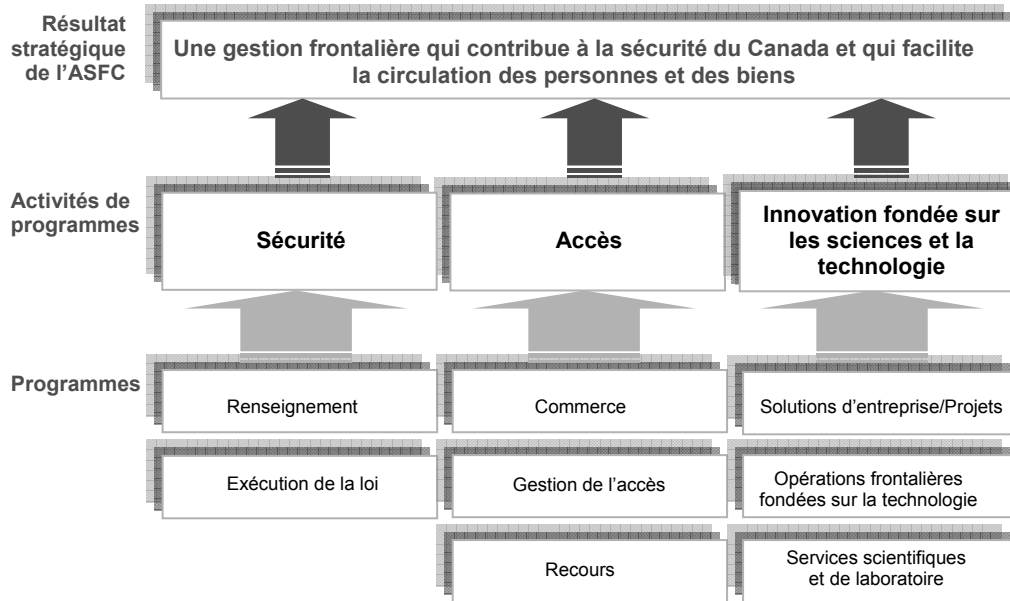 Résultat
stratégique
de l'ASFC
Une gestion frontalière qui contribue à la sécurité du Canada et qui facilite
la circulation des personnes et des biens
Activités de
programmes
Sécurité
Accès
Innovation fondée sur
les sciences et la
technologie
Programmes
Renseignement
Commerce
Solutions d'entreprise/Projets
Exécution de la loi
Gestion de l'accès
Opérations frontalières
fondées sur la technologie
Recours
Services scientifiques
et de laboratoire